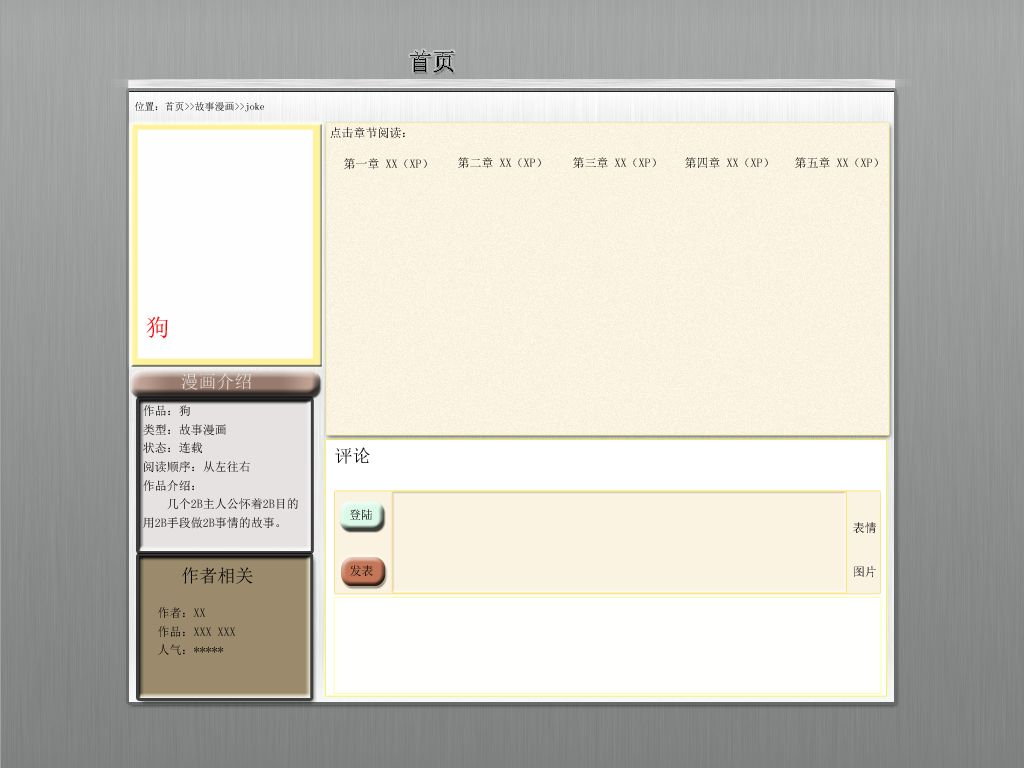 首页
位置：首页>>故事漫画>>joke
狗
漫画介绍
作品：狗
类型：故事漫画
状态：连载
阅读顺序：从左往右
作品介绍：
几个2B主人公怀着2B目的
用2B手段做2B事情的故事。
作者相关
作者：XX
作品：XXX XXX
人气：*****
点击章节阅读：
第一章 XX（XP） 第二章 XX（XP） 第三章 XX（XP） 第四章 XX（XP） 第五章 XX（XP）
评论
登陆
发表
表情
图片